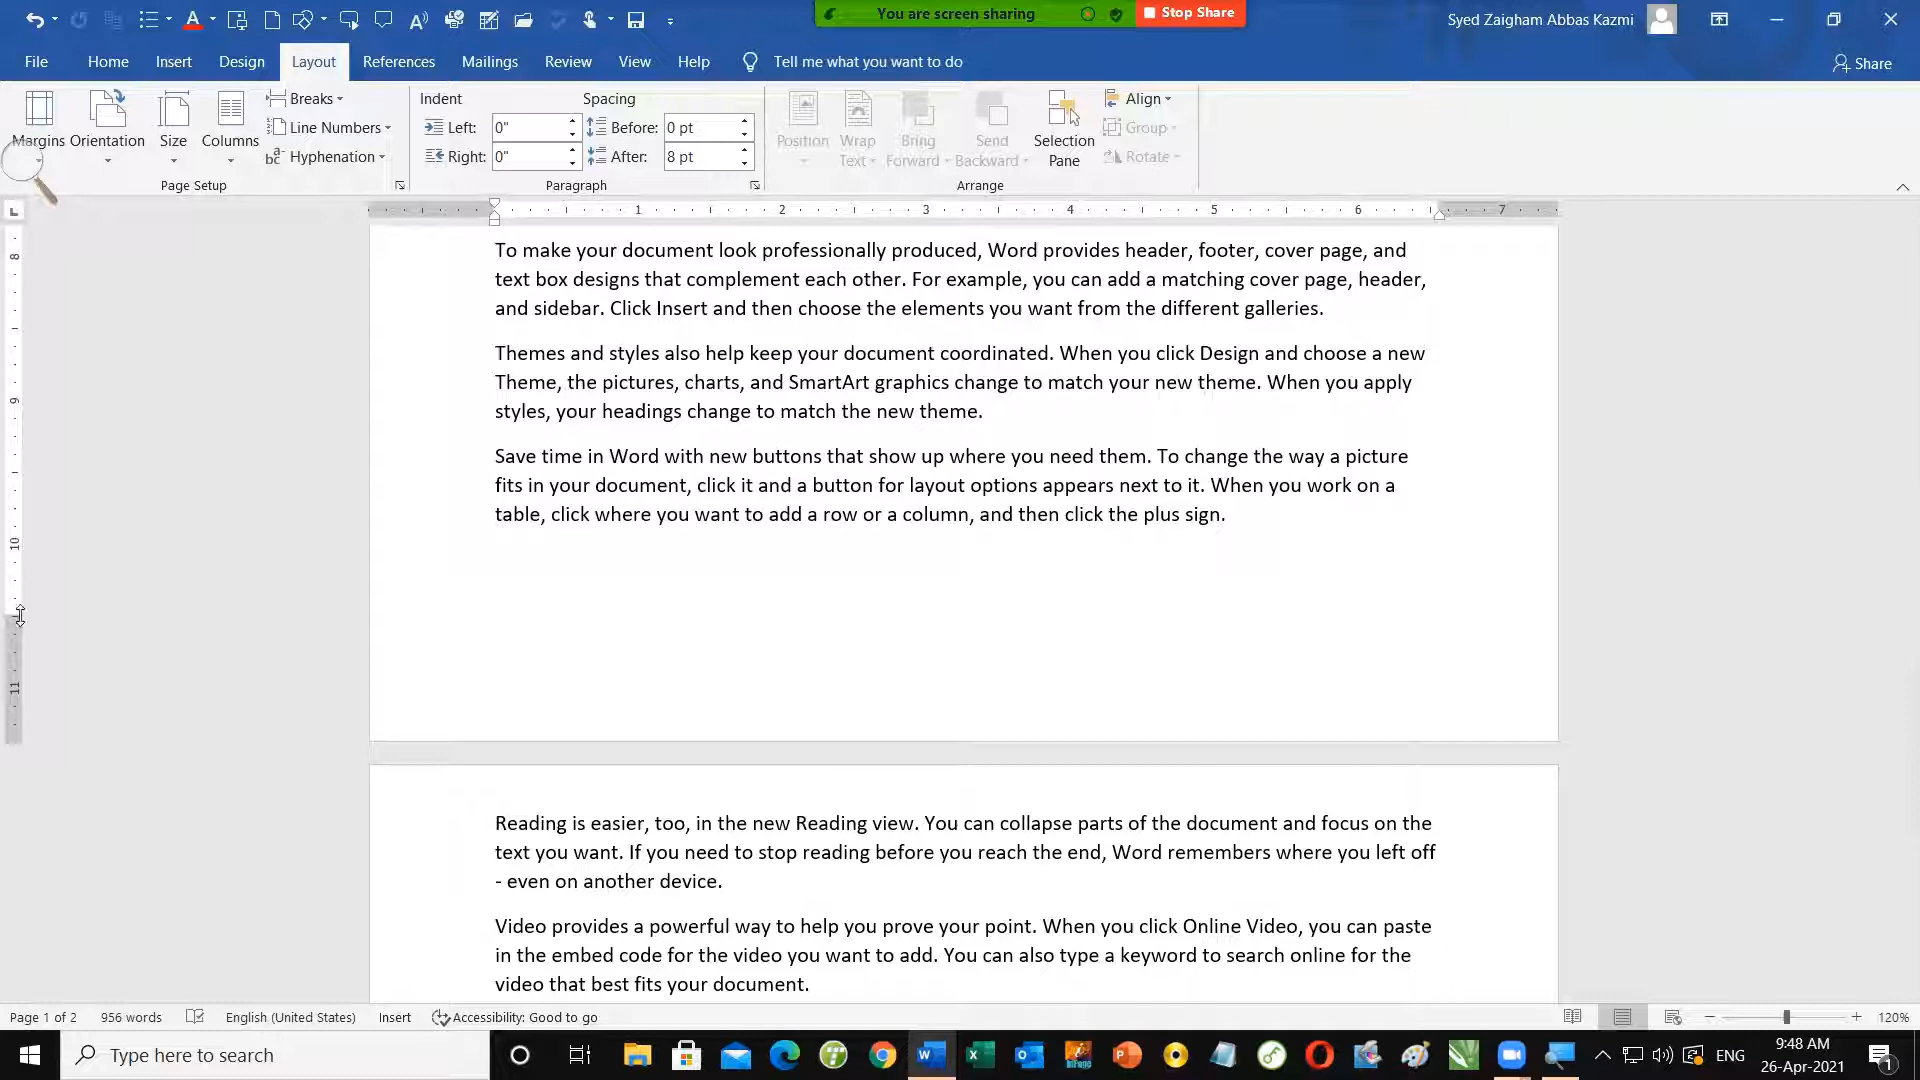 You are screen sharing
Stop Share
Syed Zaigham Abbas Kazmi
File Home Insert Design Layout References Mailings Review View Help Tell me what you want to do Share
Margins Orientation Size Columns
Breaks
Line Numbers
Hyphenation
Page Setup
Indent
Left: 0"
Right: 0"
Spacing
Before: 0 pt
After: 8 pt
Paragraph
Position
Wrap Text
Bring Forward
Send Backward
Selection Pane
Align
Group
Rotate
Arrange
1 2 3 4 5 6 7
8
9
10
11
To make your document look professionally produced, Word provides header, footer, cover page, and
text box designs that complement each other. For example, you can add a matching cover page, header,
and sidebar. Click Insert and then choose the elements you want from the different galleries.
Themes and styles also help keep your document coordinated. When you click Design and choose a new
Theme, the pictures, charts, and SmartArt graphics change to match your new theme. When you apply
styles, your headings change to match the new theme.
Save time in Word with new buttons that show up where you need them. To change the way a picture
fits in your document, click it and a button for layout options appears next to it. When you work on a
table, click where you want to add a row or a column, and then click the plus sign.
Reading is easier, too, in the new Reading view. You can collapse parts of the document and focus on the
text you want. If you need to stop reading before you reach the end, Word remembers where you left off
- even on another device.
Video provides a powerful way to help you prove your point. When you click Online Video, you can paste
in the embed code for the video you want to add. You can also type a keyword to search online for the
video that best fits your document.
Page 1 of 2 956 words English (United States) Insert Accessibility: Good to go 120%
Type here to search
ENG
9:48 AM
26-Apr-2021
1